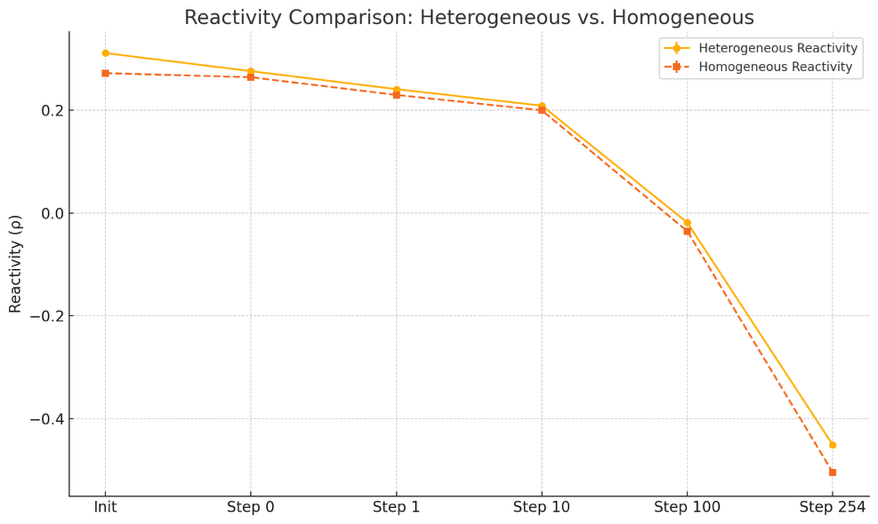 Reactivity Comparison: Heterogeneous vs. Homogeneous
Heterogeneous Reactivity
Homogeneous Reactivity
Reactivity (ρ)
0.2
0.0
−0.2
−0.4
Init Step 0 Step 1 Step 10 Step 100 Step 254